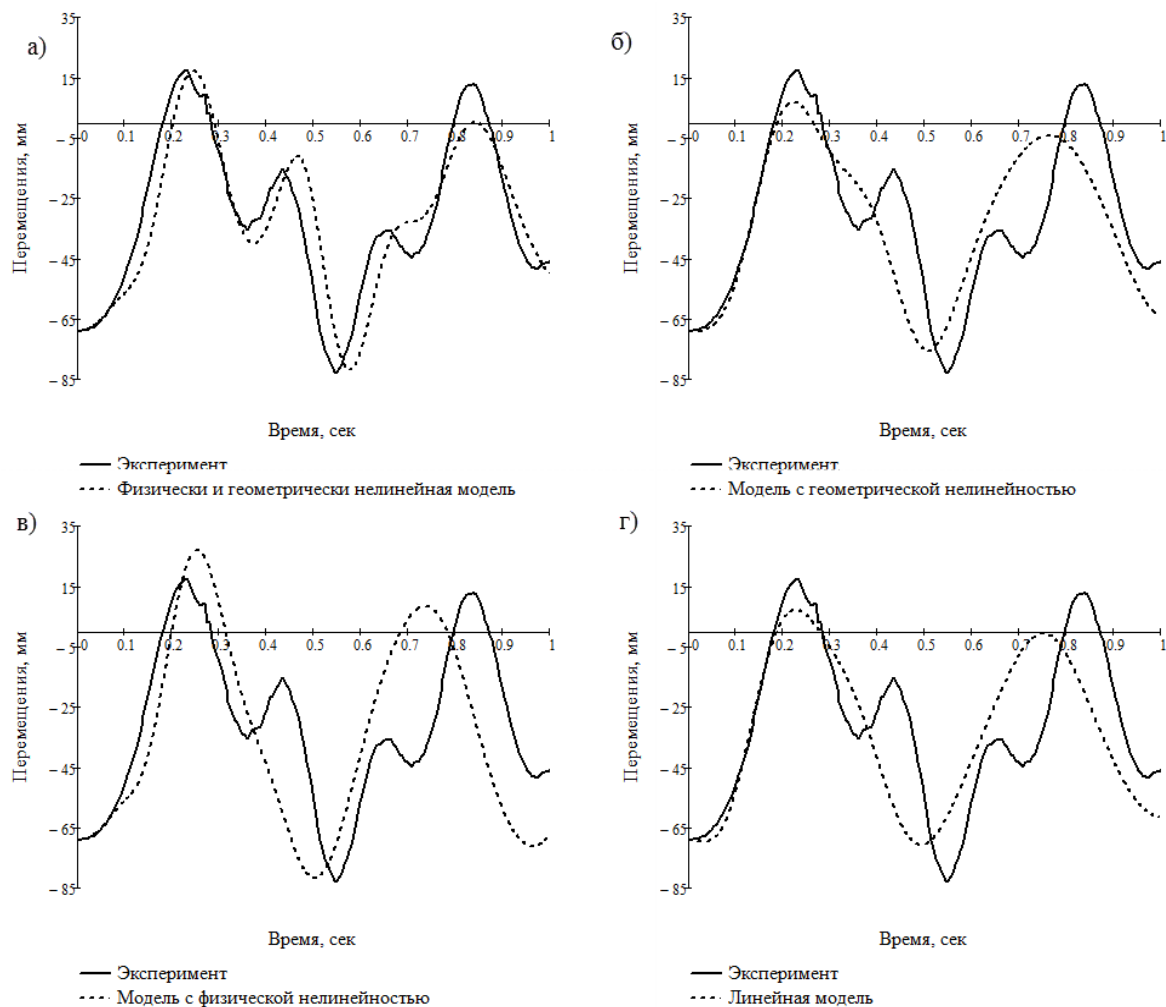 а)
35
15
– 5
– 25
– 45
– 65
– 85
0 0.1 0.2 0.3 0.4 0.5 0.6 0.7 0.8 0.9 1
Перемещения, мм
Время, сек
Эксперимент
Физически и геометрически нелинейная модель
б)
35
15
– 5
– 25
– 45
– 65
– 85
0 0.1 0.2 0.3 0.4 0.5 0.6 0.7 0.8 0.9 1
Перемещения, мм
Время, сек
Эксперимент
Модель с геометрической нелинейностью
в)
35
15
– 5
– 25
– 45
– 65
– 85
0 0.1 0.2 0.3 0.4 0.5 0.6 0.7 0.8 0.9 1
Перемещения, мм
Время, сек
Эксперимент
Модель с физической нелинейностью
г)
35
15
– 5
– 25
– 45
– 65
– 85
0 0.1 0.2 0.3 0.4 0.5 0.6 0.7 0.8 0.9 1
Перемещения, мм
Время, сек
Эксперимент
Линейная модель